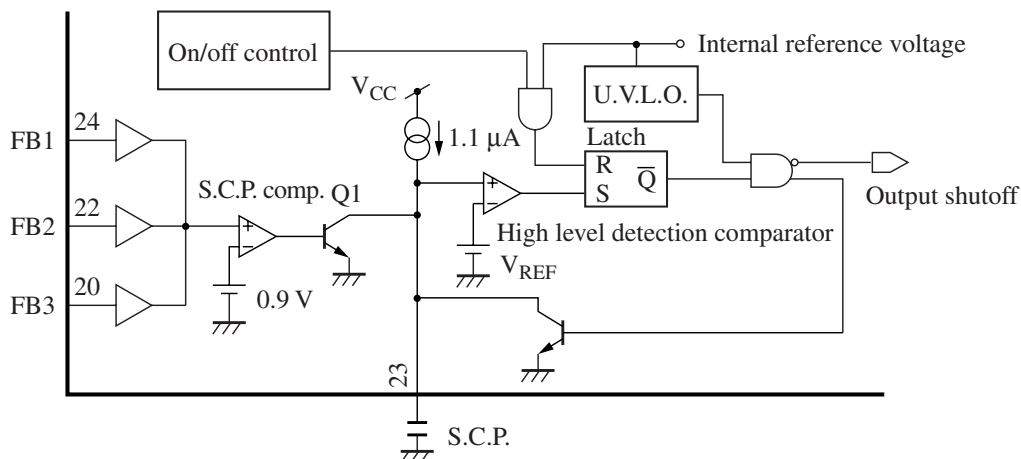 On/off control
Internal reference voltage
V_CC
U.V.L.O.
24
FB1
1.1 μA
Latch
R
S
Q̅
S.C.P. comp.
Q1
22
FB2
+
−
+
−
Output shutoff
High level detection comparator
V_REF
20
FB3
0.9 V
23
S.C.P.